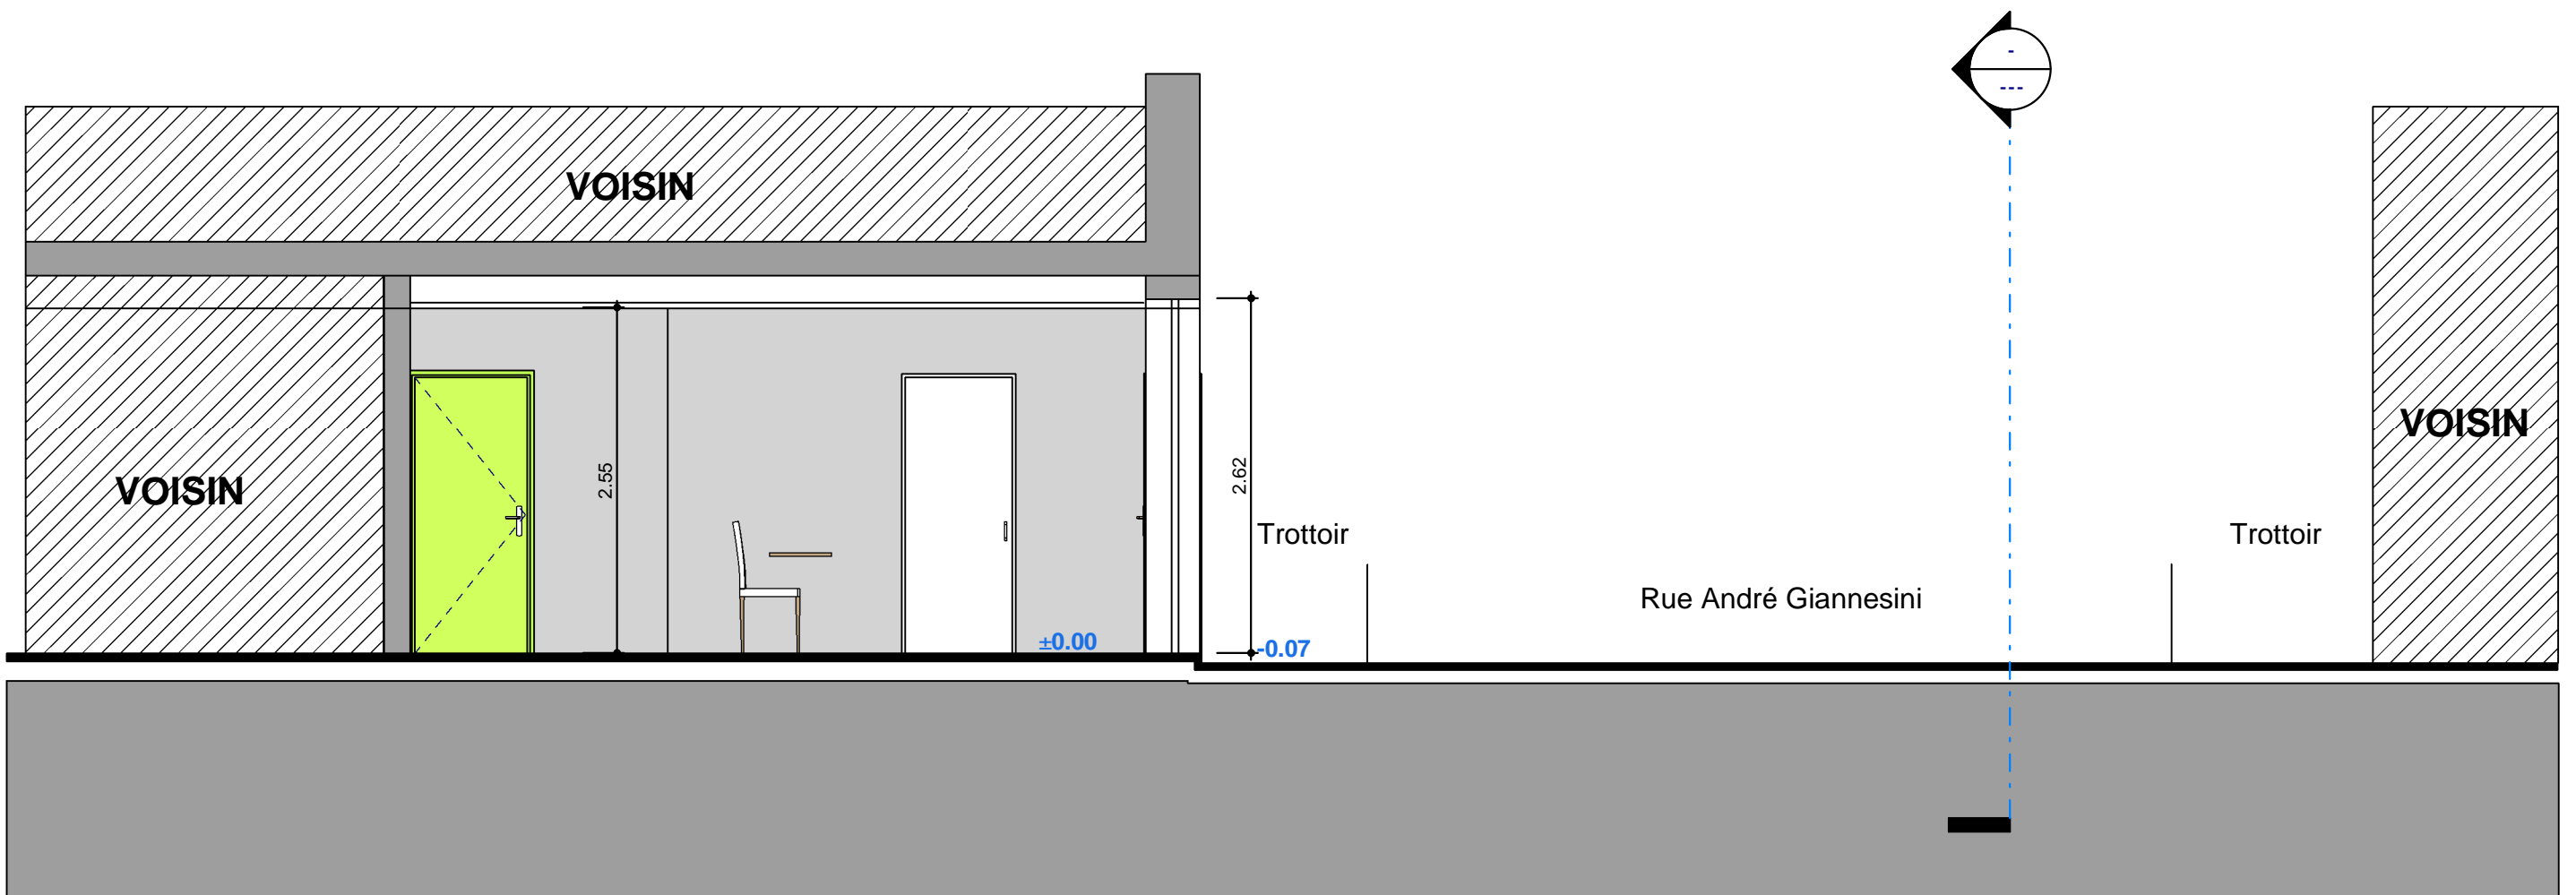 -
---
VOISIN
VOISIN
VOISIN
2.55
2.62
Trottoir
Trottoir
Rue André Giannesini
±0.00
-0.07